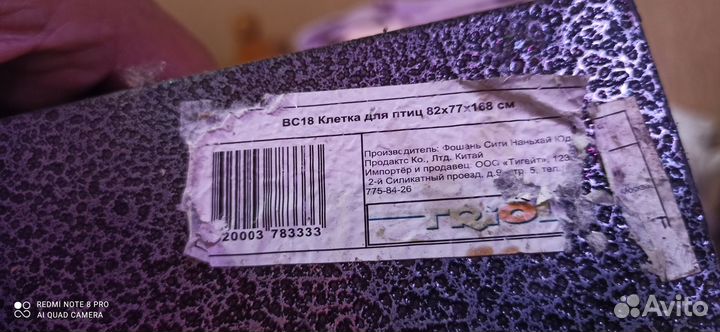 BC18 Клетка для птиц 82x77x168 см
Производитель: Фошань Сити Наньхай Юд
Продактс Ко., Лтд. Китай
Импортёр и продавец: ООО «Тигейт», 123
2-й Силикатный проезд, д.9 стр. 5, тел.
775-84-26
20003 783333
REDMI NOTE 8 PRO
AI QUAD CAMERA
Avito